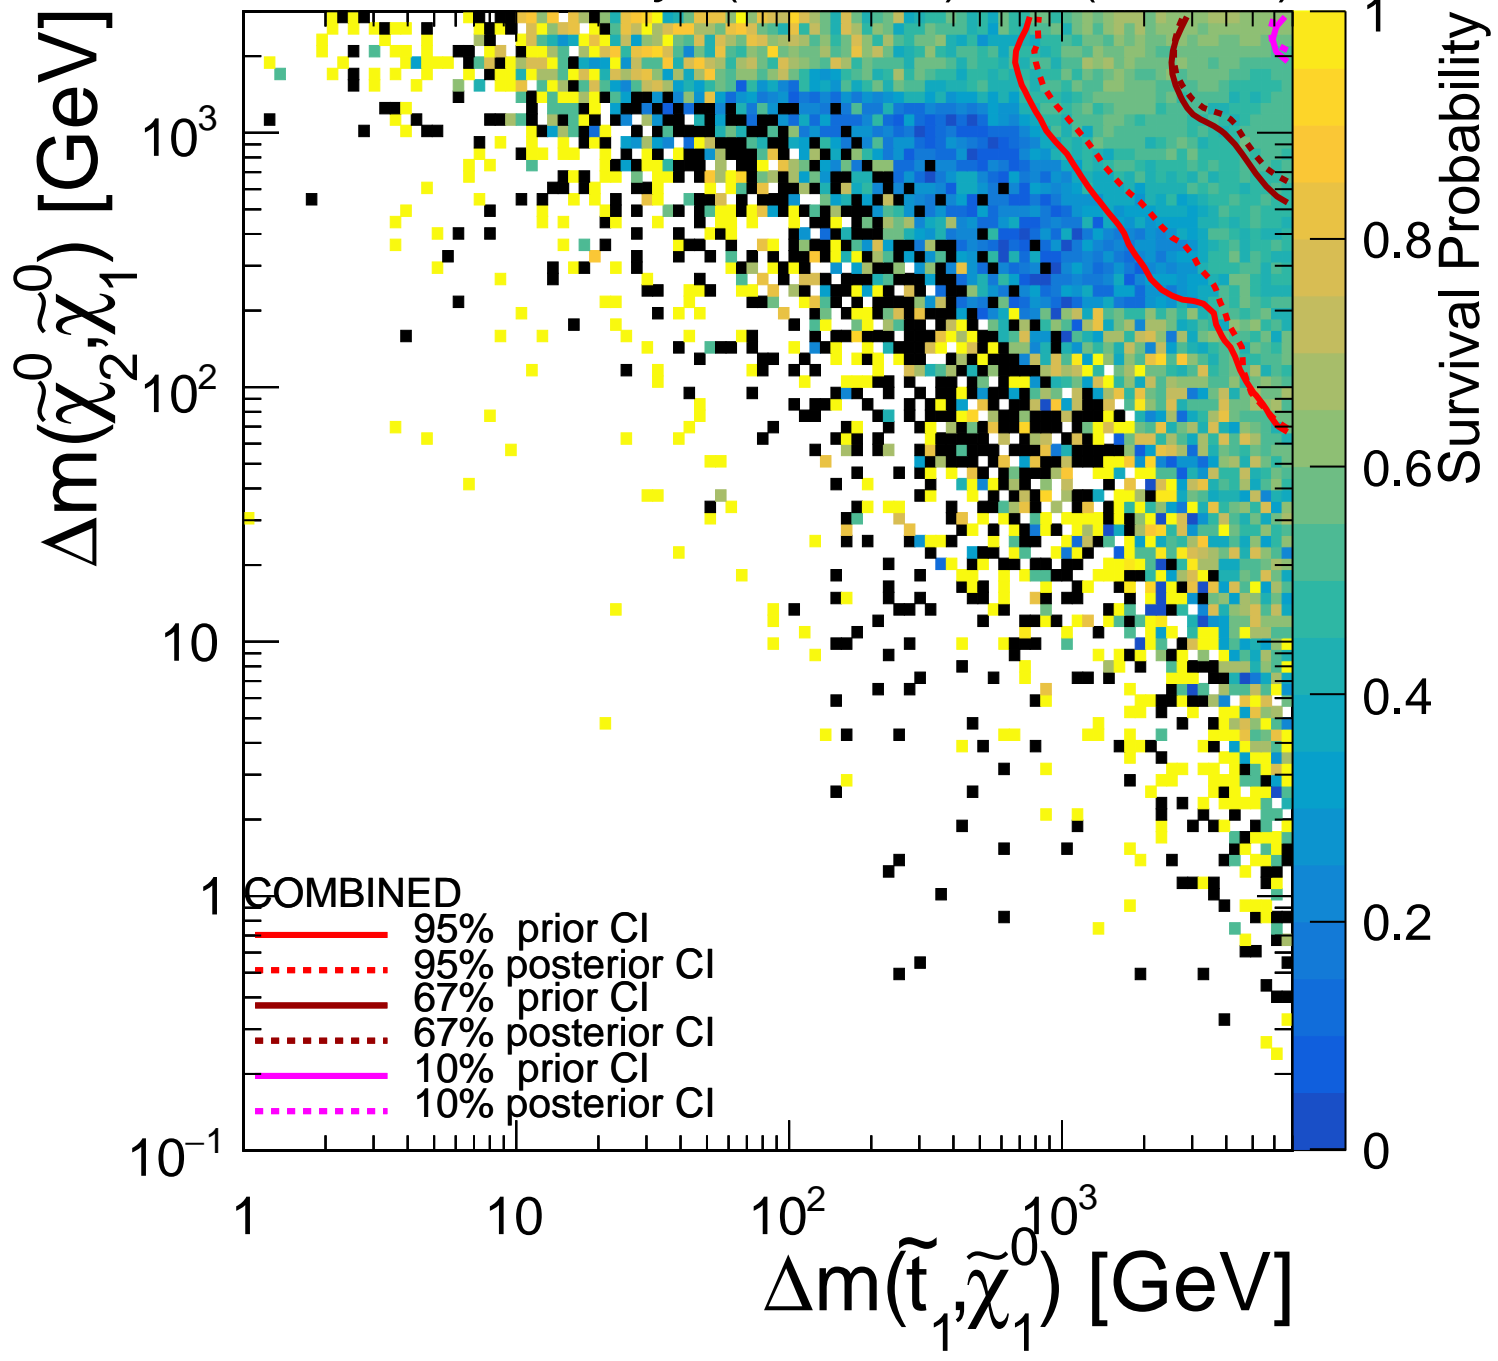 Δm(χ̃⁰₂,χ̃⁰₁) [GeV]
10³
10²
10
1
10⁻¹
COMBINED
95% prior CI
95% posterior CI
67% prior CI
67% posterior CI
10% prior CI
10% posterior CI
1
10
10²
10³
Δm(t̃₁,χ̃⁰₁) [GeV]
1
0.8
0.6
0.4
0.2
0
Survival Probability